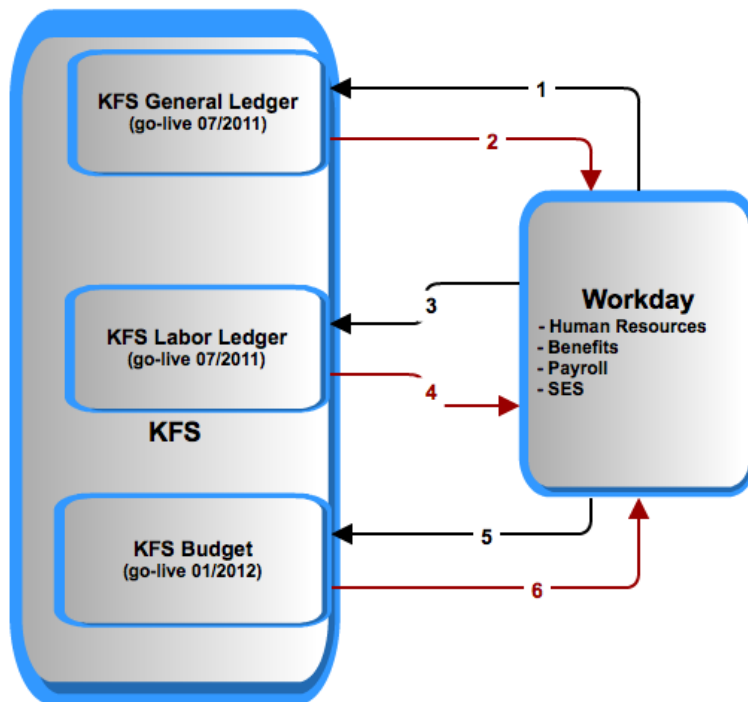 KFS General Ledger
(go-live 07/2011)
1
2
Workday
- Human Resources
- Benefits
- Payroll
- SES
3
KFS Labor Ledger
(go-live 07/2011)
4
KFS
5
KFS Budget
(go-live 01/2012)
6